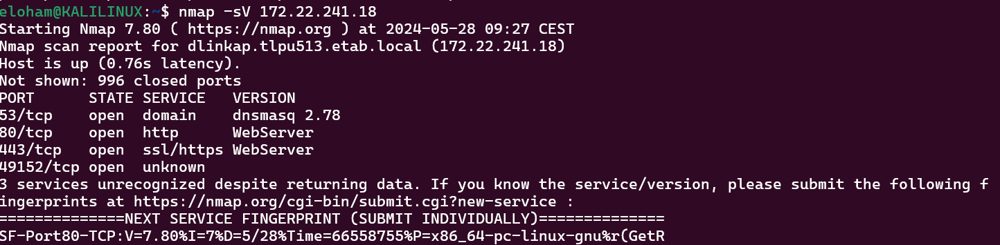 eloham@KALILINUX:~$ nmap -sV 172.22.241.18
Starting Nmap 7.80 ( https://nmap.org ) at 2024-05-28 09:27 CEST
Nmap scan report for dlinkap.tlpu513.etab.local (172.22.241.18)
Host is up (0.76s latency).
Not shown: 996 closed ports
PORT      STATE SERVICE   VERSION
53/tcp    open  domain    dnsmasq 2.78
80/tcp    open  http      WebServer
443/tcp   open  ssl/https WebServer
49152/tcp open  unknown
3 services unrecognized despite returning data. If you know the service/version, please submit the following f
ingerprints at https://nmap.org/cgi-bin/submit.cgi?new-service :
==============NEXT SERVICE FINGERPRINT (SUBMIT INDIVIDUALLY)==============
SF-Port80-TCP:V=7.80%I=7%D=5/28%Time=66558755%P=x86_64-pc-linux-gnu%r(GetR